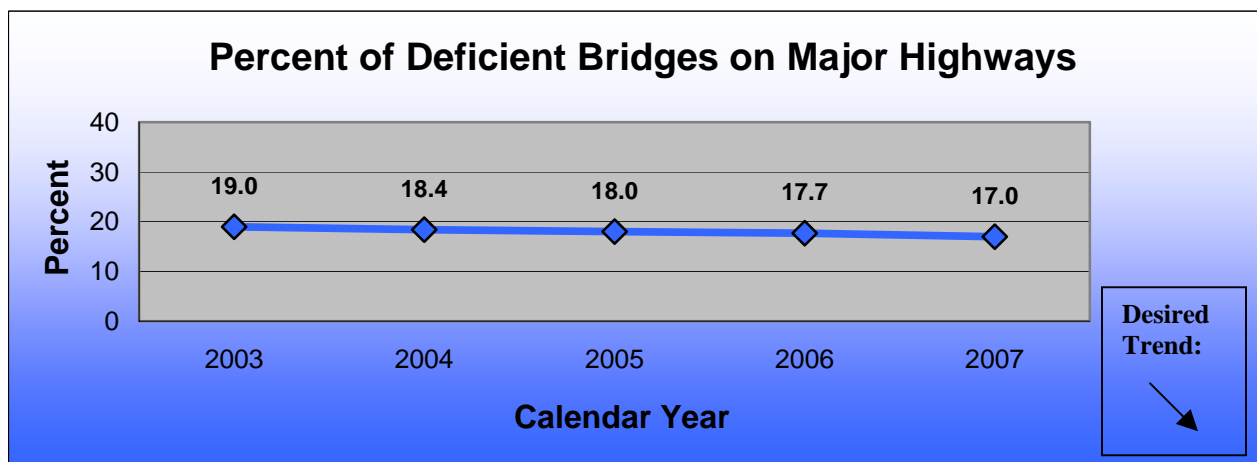 Percent of Deficient Bridges on Major Highways
Percent
40
30
20
10
0
19.0 18.4 18.0 17.7 17.0
2003 2004 2005 2006 2007
Calendar Year
Desired
Trend: